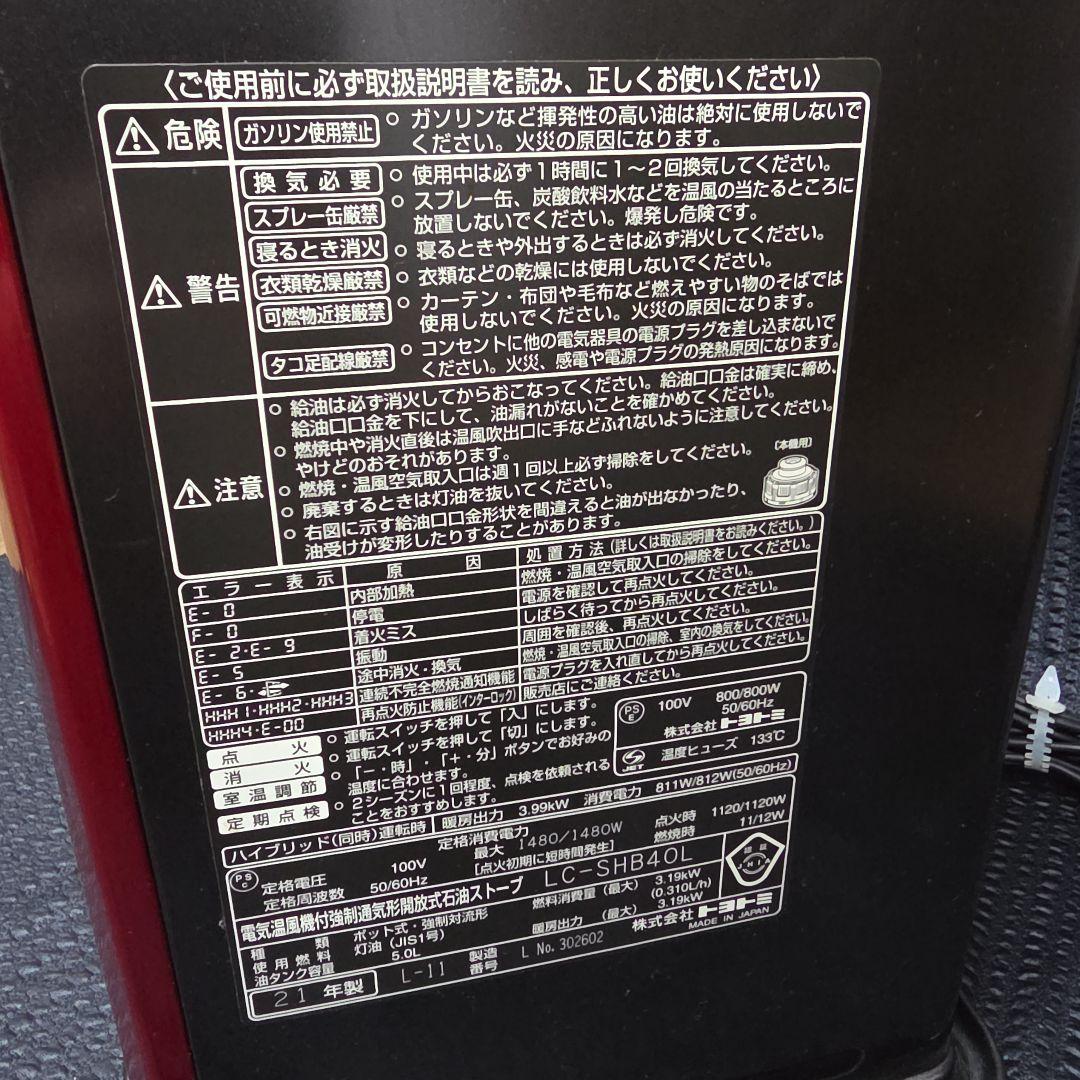 〈ご使用前に必ず取扱説明書を読み、正しくお使いください〉
危険
ガソリン使用禁止
○ ガソリンなど揮発性の高い油は絶対に使用しないで
ください。火災の原因になります。
警告
換気必要
○ 使用中は必ず1時間に1〜2回換気してください。
スプレー缶厳禁
○ スプレー缶、炭酸飲料水などを温風の当たるところに
放置しないでください。爆発し危険です。
寝るとき消火
○ 寝るときや外出するときは必ず消火してください。
衣類乾燥厳禁
○ 衣類などの乾燥には使用しないでください。
可燃物近接厳禁
○ カーテン・布団や毛布など燃えやすい物のそばでは
使用しないでください。火災の原因になります。
タコ足配線厳禁
○ コンセントに他の電気器具の電源プラグを差し込まないで
ください。火災、感電や電源プラグの発熱原因になります。
注意
○ 給油は必ず消火してからおこなってください。給油口口金は確実に締め、
給油口口金を下にして、油漏れがないことを確かめてください。
○ 燃焼中や消火直後は温風吹出口に手などふれないように注意してください。
やけどのおそれがあります。
○ 燃焼・温風空気取入口は週1回以上必ず掃除をしてください。
○ 廃棄するときは灯油を抜いてください。
○ 右図に示す給油口口金形状を間違えると油が出なかったり、
油受けが変形したりすることがあります。
〔本機用〕
エラー表示 原因 処置方法(詳しくは取扱説明書をお読みください。)
E-0 内部加熱 燃焼・温風空気取入口の掃除をしてください。
F-0 停電 電源を確認して再点火してください。
E-2・E-9 着火ミス しばらく待ってから再点火してください。
E-5 振動 周囲を確認後、再点火してください。
E-6・ 途中消火・換気 燃焼・温風空気取入口の掃除、室内の換気をしてください。
HHH1・HHH2・HHH3 連続不完全燃焼通知機能 電源プラグを入れ直してから再点火してください。
HHH4・E-00 再点火防止機能(インターロック) 販売店にご連絡ください。
点火 ○ 運転スイッチを押して「入」にします。
消火 ○ 運転スイッチを押して「切」にします。
室温調節 ○ 「−・時」・「+・分」ボタンでお好みの
温度に合わせます。
定期点検 ○ 2シーズンに1回程度、点検を依頼される
ことをおすすめします。
PSE 100V 800/800W
50/60Hz
株式会社トヨトミ
JET 温度ヒューズ 133℃
ハイブリッド(同時)運転時 暖房出力 3.99kW 消費電力 811W/812W(50/60Hz)
PSC
定格電圧 100V
定格周波数 50/60Hz
定格消費電力
最大 1480/1480W
[点火初期に短時間発生]
点火時 1120/1120W
燃焼時 11/12W
電気温風機付強制通気形開放式石油ストーブ LC-SHB40L
認証
JHIA
種類 ポット式・強制対流形
使用燃料 灯油(JIS1号)
油タンク容量 5.0L
燃料消費量(最大) 3.19kW
(0.310L/h)
暖房出力 (最大) 3.19kW
21年製
L-11
製造番号 L No. 302602
株式会社トヨトミ
MADE IN JAPAN